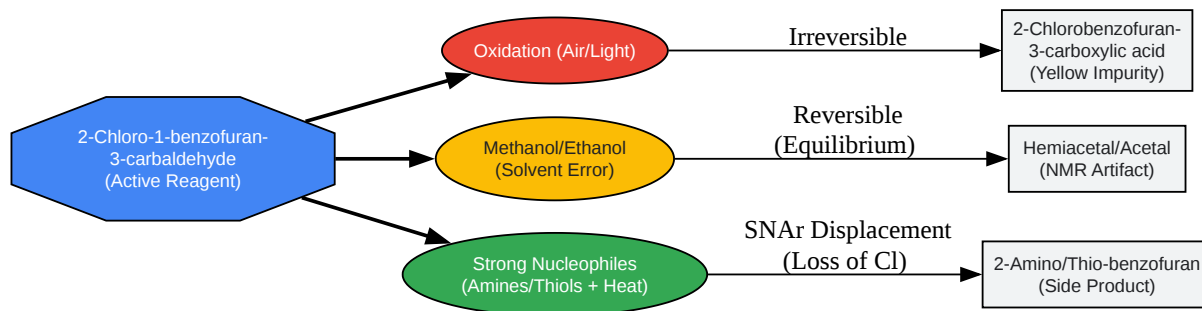 2-Chloro-1-benzofuran-
3-carbaldehyde
(Active Reagent)
Oxidation (Air/Light)
Irreversible
2-Chlorobenzofuran-
3-carboxylic acid
(Yellow Impurity)
Methanol/Ethanol
(Solvent Error)
Reversible
(Equilibrium)
Hemiacetal/Acetal
(NMR Artifact)
Strong Nucleophiles
(Amines/Thiols + Heat)
SNAr Displacement
(Loss of Cl)
2-Amino/Thio-benzofuran
(Side Product)